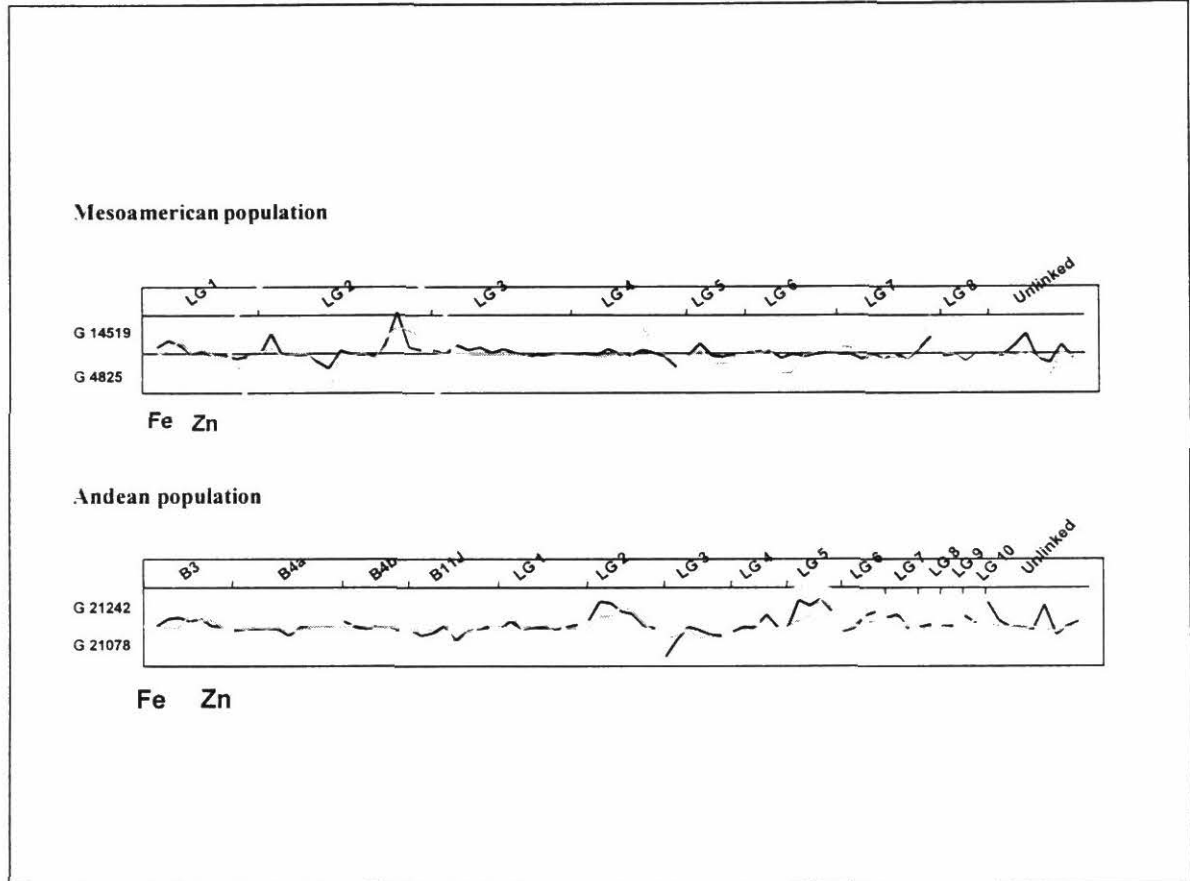 Mesoamerican population
LG 1 LG 2 LG 3 LG 4 LG 5 LG 6 LG 7 LG 8 Unlinked
G 14519
G 4825
Fe Zn
Andean population
B3 B4a B4b B11J LG 1 LG 2 LG 3 LG 4 LG 5 LG 6 LG 7 LG 8 LG 9 LG 10 Unlinked
G 21242
G 21078
Fe Zn